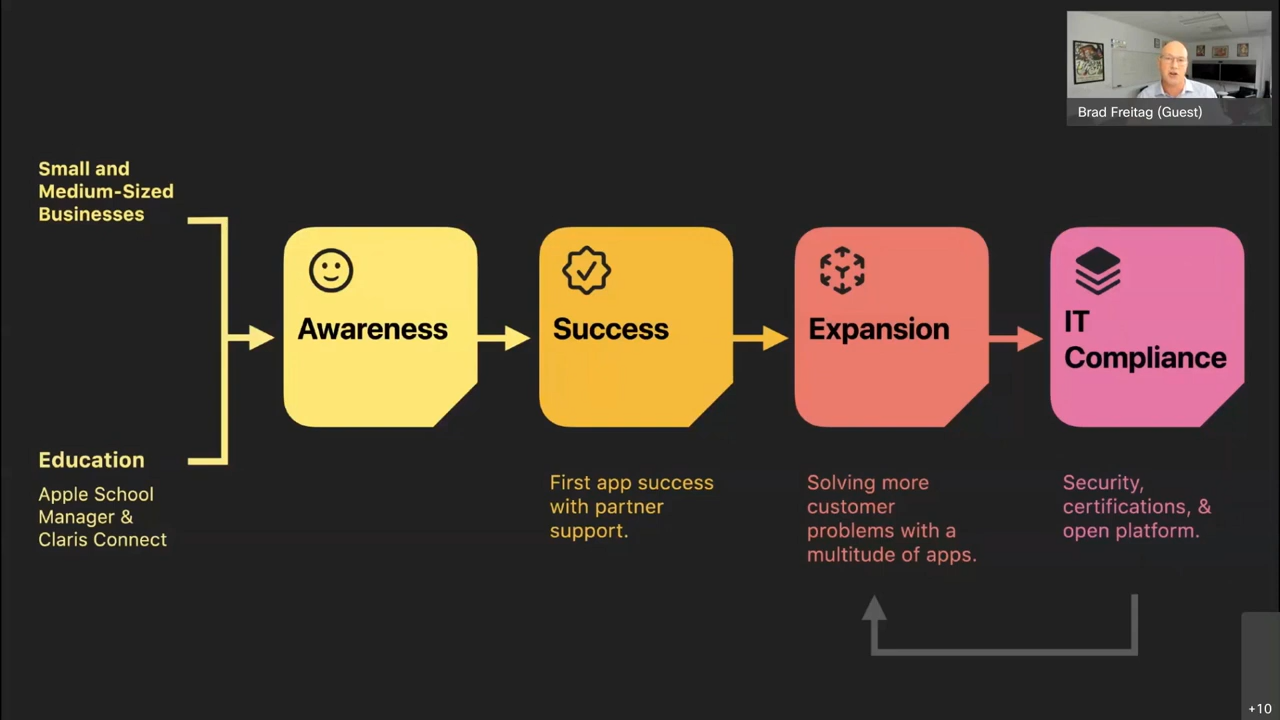 Brad Freitag (Guest)
Small and
Medium-Sized
Businesses
Education
Apple School
Manager &
Claris Connect
Awareness
Success
First app success
with partner
support.
Expansion
Solving more
customer
problems with a
multitude of apps.
IT
Compliance
Security,
certifications, &
open platform.
+10